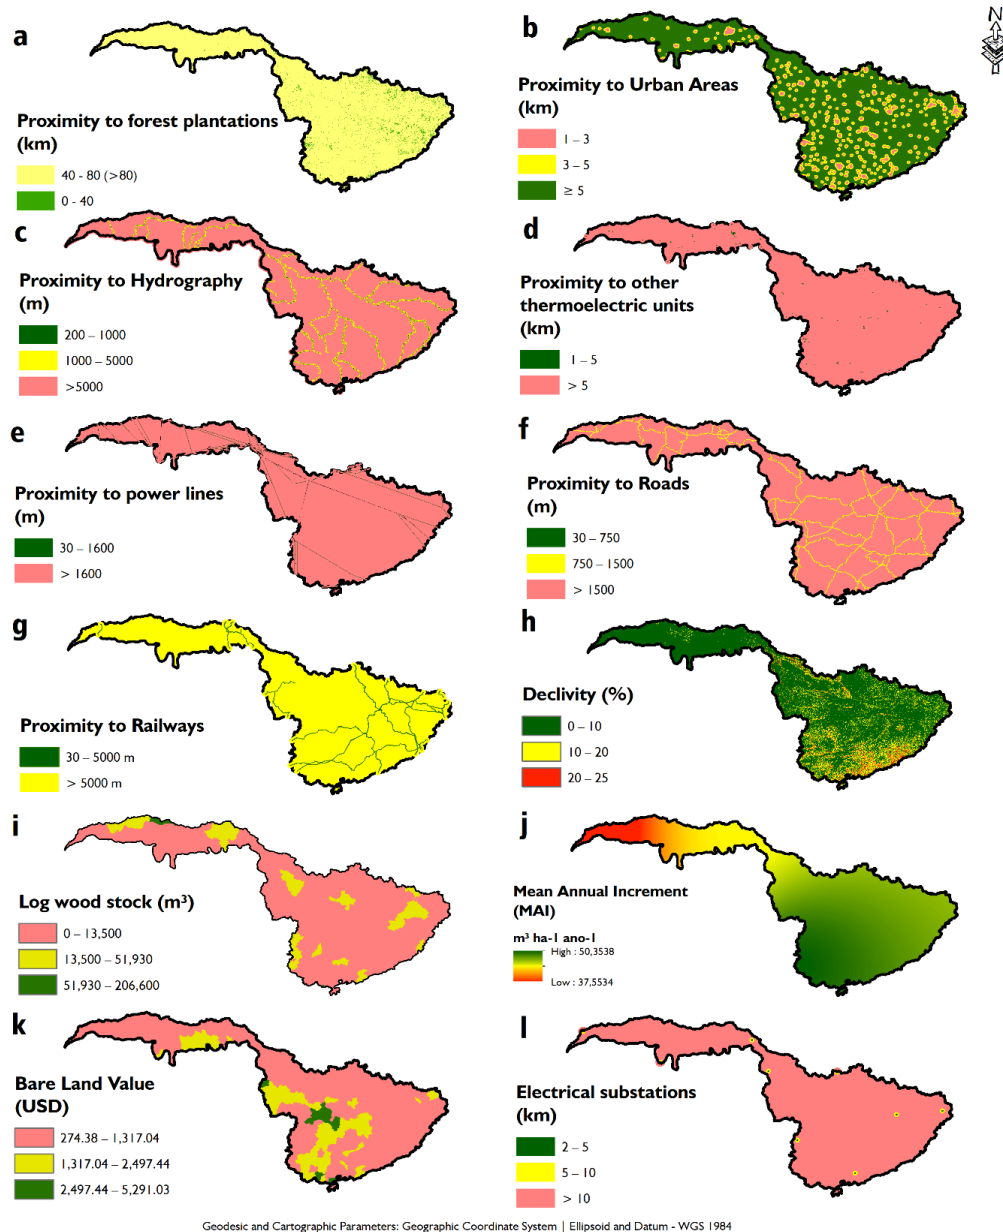 N
a
Proximity to forest plantations
(km)
40 - 80 (>80)
0 - 40
b
Proximity to Urban Areas
(km)
1 – 3
3 – 5
≥ 5
c
Proximity to Hydrography
(m)
200 – 1000
1000 – 5000
>5000
d
Proximity to other
thermoelectric units
(km)
1 – 5
> 5
e
Proximity to power lines
(m)
30 – 1600
> 1600
f
Proximity to Roads
(m)
30 – 750
750 – 1500
> 1500
g
Proximity to Railways
30 – 5000 m
> 5000 m
h
Declivity (%)
0 – 10
10 – 20
20 – 25
i
Log wood stock (m³)
0 – 13,500
13,500 – 51,930
51,930 – 206,600
j
Mean Annual Increment
(MAI)
m³ ha-1 ano-1
High : 50,3538
Low : 37,5534
k
Bare Land Value
(USD)
274.38 – 1,317.04
1,317.04 – 2,497.44
2,497.44 – 5,291.03
l
Electrical substations
(km)
2 – 5
5 – 10
> 10
Geodesic and Cartographic Parameters: Geographic Coordinate System | Ellipsoid and Datum - WGS 1984